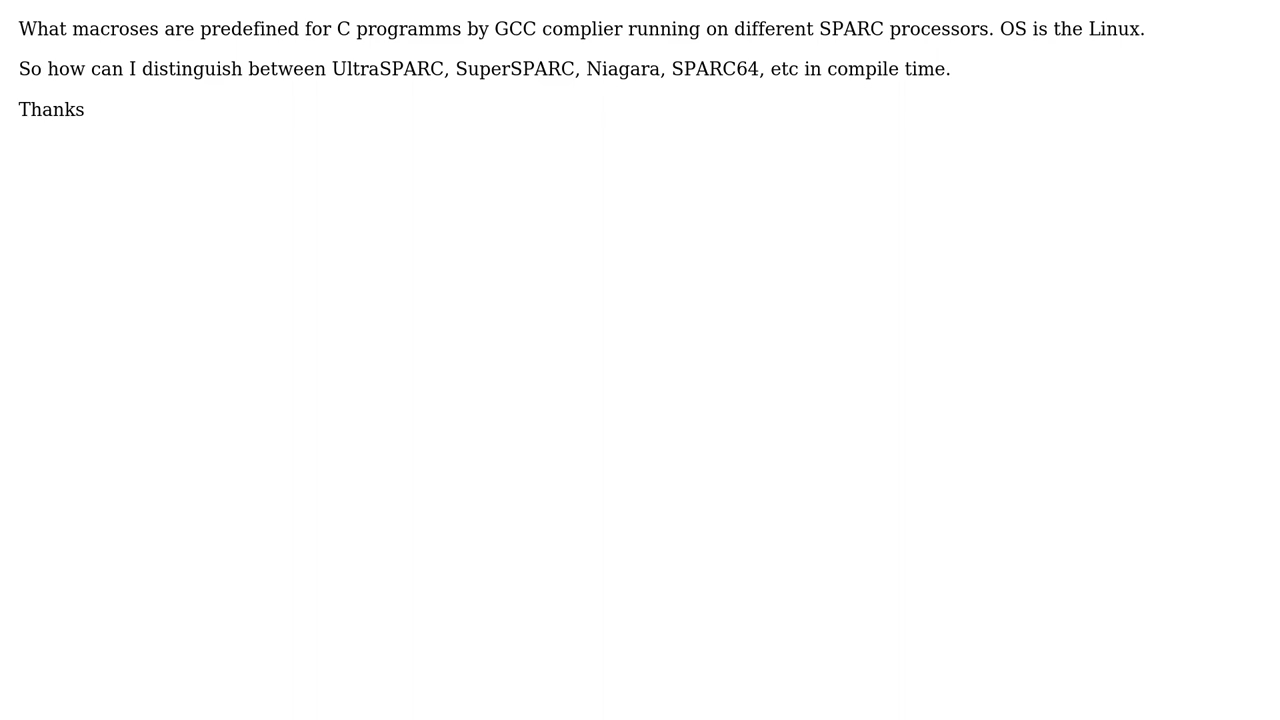 What macroses are predefined for C programms by GCC complier running on different SPARC processors. OS is the Linux.
So how can I distinguish between UltraSPARC, SuperSPARC, Niagara, SPARC64, etc in compile time.
Thanks